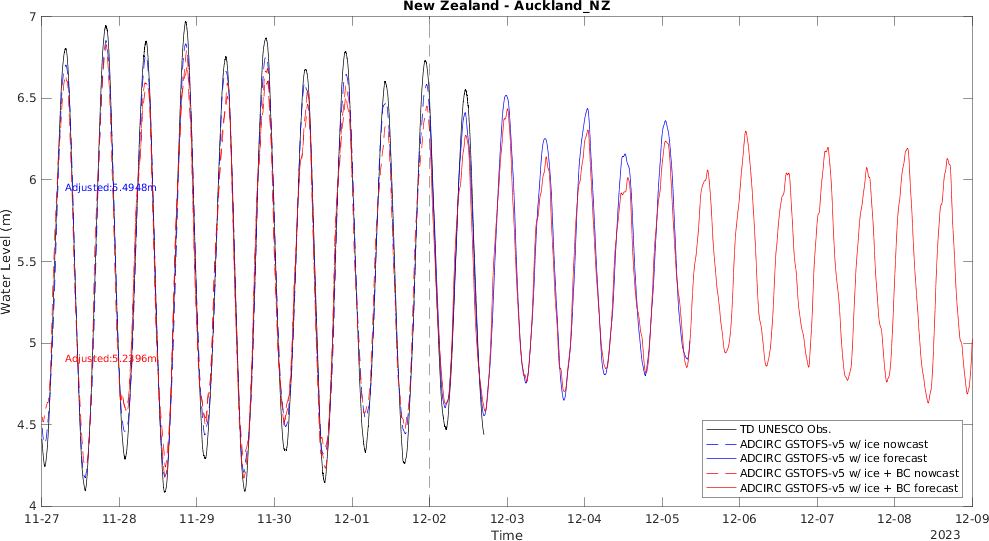 New Zealand - Auckland_NZ
Water Level (m)
7
6.5
6
5.5
5
4.5
4
Adjusted:5.4948m
Adjusted:5.2396m
TD UNESCO Obs.
ADCIRC GSTOFS-v5 w/ ice nowcast
ADCIRC GSTOFS-v5 w/ ice forecast
ADCIRC GSTOFS-v5 w/ ice + BC nowcast
ADCIRC GSTOFS-v5 w/ ice + BC forecast
11-27 11-28 11-29 11-30 12-01 12-02 12-03 12-04 12-05 12-06 12-07 12-08 12-09
Time
2023